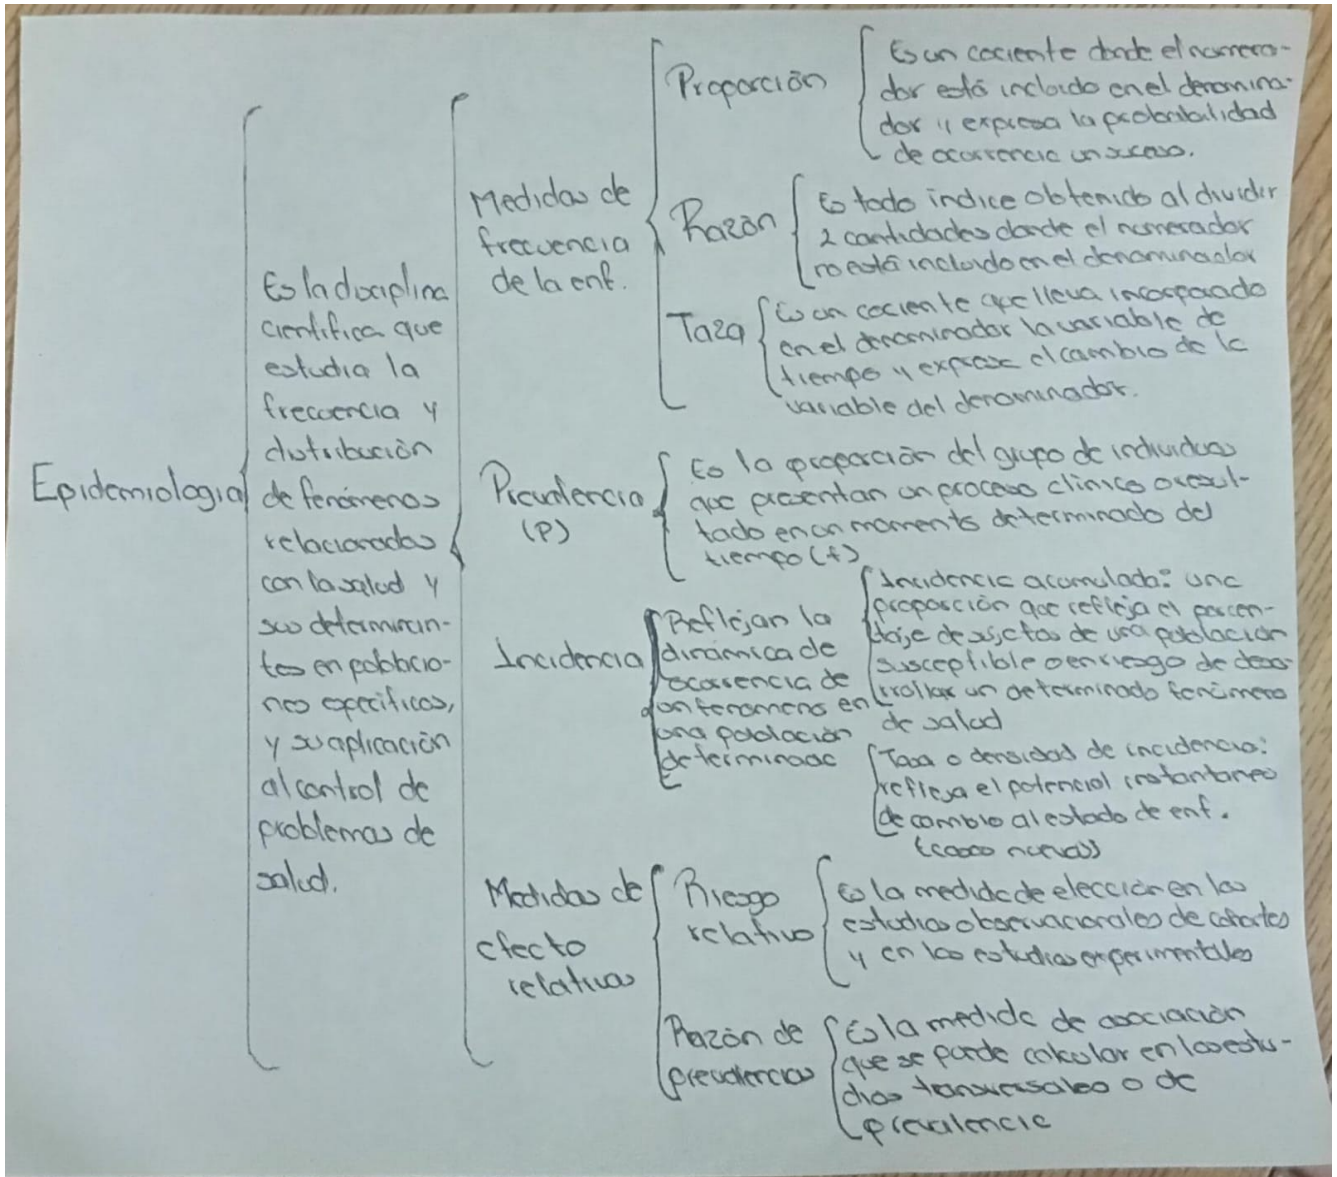 Epidemiologia
Es la disciplina
cientifica que
estudia la
frecuencia y
distribución
de fenómenos
relacionados
con la salud y
sus determinan-
tes en poblacio-
nes especificas,
y su aplicación
al control de
problemas de
salud.
Medidas de
frecuencia
de la enf.
Proporción
Es un cociente donde el numera-
dor está incluido en el denomina-
dor y expresa la probabilidad
de ocurrencia un suceso.
Razón
Es todo indice obtenido al dividir
2 cantidades donde el numerador
no está incluido en el denominador
Taza
Es un cociente que lleva incorporado
en el denominador la variable de
tiempo y expresa el cambio de la
variable del denominador.
Prevalencia
(P)
Es la proporción del grupo de individuos
que presentan un proceso clinico o resul-
tado en un momento determinado del
tiempo (t)
Incidencia
Reflejan la
dinámica de
ocurrencia de
un fenomeno en
una población
determinada
Incidencia acumulada: una
proporción que refleja el porcen-
taje de sujetos de una población
susceptible o en riesgo de desa-
rrollar un determinado fenómeno
de salud
Tasa o densidad de incidencia:
refleja el potencial instantaneo
de cambio al estado de enf.
(casos nuevos)
Medidas de
efecto
relativas
Riesgo
relativo
Es la medida de elección en los
estudios observacionales de cohortes
y en los estudios experimentales
Razón de
prevalencias
Es la medida de asociación
que se puede calcular en los estu-
dios transversales o de
prevalencia